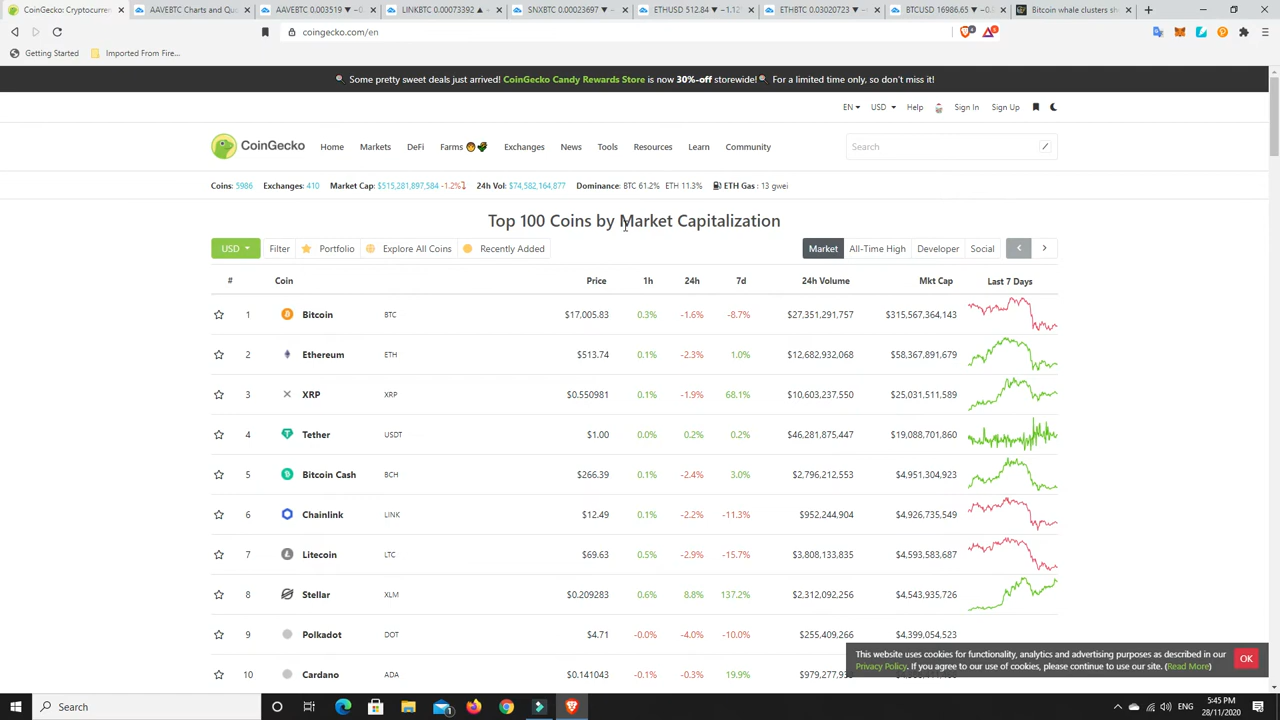 CoinGecko: Cryptocurren
AAVEBTC Charts and Quo
AAVEBTC 0.003519 ▼ −0
LINKBTC 0.00073392 ▲ +
SNXBTC 0.00023697 ▼ −
ETHUSD 512.84 ▼ −1.12
ETHBTC 0.03020723 ▼ −
BTCUSD 16986.65 ▼ −0.
Bitcoin whale clusters sh
coingecko.com/en
Getting Started
Imported From Fire...
Some pretty sweet deals just arrived! CoinGecko Candy Rewards Store is now 30%-off storewide! For a limited time only, so don't miss it!
EN USD Help Sign In Sign Up
CoinGecko Home Markets DeFi Farms Exchanges News Tools Resources Learn Community Search /
Coins: 5986 Exchanges: 410 Market Cap: $515,281,897,584 -1.2% 24h Vol: $74,582,164,877 Dominance: BTC 61.2% ETH 11.3% ETH Gas : 13 gwei
Top 100 Coins by Market Capitalization
USD Filter Portfolio Explore All Coins Recently Added Market All-Time High Developer Social < >
# Coin Price 1h 24h 7d 24h Volume Mkt Cap Last 7 Days
1 Bitcoin BTC $17,005.83 0.3% -1.6% -8.7% $27,351,291,757 $315,567,364,143
2 Ethereum ETH $513.74 0.1% -2.3% 1.0% $12,682,932,068 $58,367,891,679
3 XRP XRP $0.550981 0.1% -1.9% 68.1% $10,603,237,550 $25,031,511,589
4 Tether USDT $1.00 0.0% 0.2% 0.2% $46,281,875,447 $19,088,701,860
5 Bitcoin Cash BCH $266.39 0.1% -2.4% 3.0% $2,796,212,553 $4,951,304,923
6 Chainlink LINK $12.49 0.1% -2.2% -11.3% $952,244,904 $4,926,735,549
7 Litecoin LTC $69.63 0.5% -2.9% -15.7% $3,808,133,835 $4,593,583,687
8 Stellar XLM $0.209283 0.6% 8.8% 137.2% $2,312,092,256 $4,543,935,726
9 Polkadot DOT $4.71 -0.0% -4.0% -10.0% $255,409,266 $4,399,054,523
10 Cardano ADA $0.141043 -0.1% -0.3% 19.9% $979,277,93
This website uses cookies for functionality, analytics and advertising purposes as described in our
Privacy Policy. If you agree to our use of cookies, please continue to use our site. (Read More)
OK
Search
ENG
5:45 PM
28/11/2020